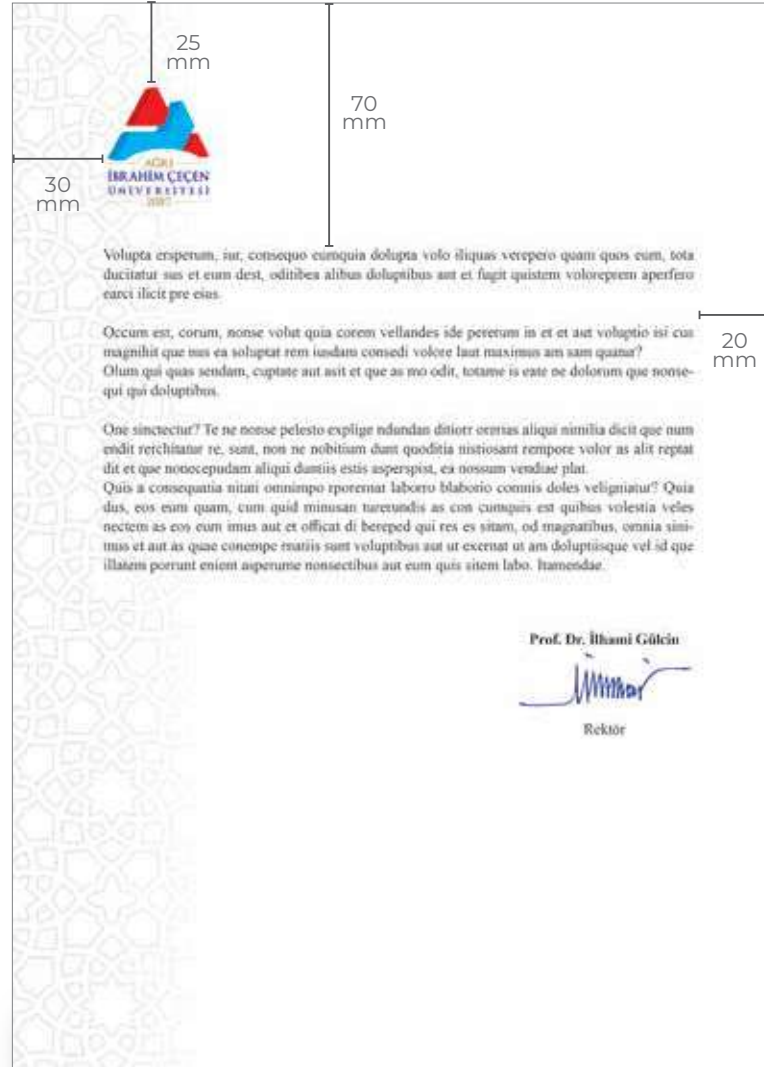 25
mm
70
mm
30
mm
AĞRI
İBRAHİM ÇEÇEN
ÜNİVERSİTESİ
2007
Volupta ersperum, iur, consequo eumquia dolupta volo iliquas verepero quam quos eum, tota
ducitatur sus et eum dest, oditibea alibus doluptibus aut et fugit quistem voloreprem aperfero
earci ilicit pre eius.
20
mm
Occum est, corum, nonse volut quia corem vellandes ide pererum in et et aut voluptio isi cus
magnihit que nus ea soluptat rem iusdam consedi volore laut maximus am sam quatur?
Olum qui quas sendam, cuptate aut asit et que as mo odit, totame is eate ne dolorum que nonse-
qui qui doluptibus.
One sinctectur? Te ne nonse pelesto explige ndundan ditiorr orerias aliqui nimilia dicit que num
endit rerchitatur re, sunt, non ne nobitium dunt quoditia nistiosant rempore volor as alit reptat
dit et que nonecepudam aliqui duntiis estis asperspist, ea nossum vendiae plat.
Quis a consequatia nitati omnimpo rporernat laborro blaborio comnis doles veligniatur? Quia
dus, eos eum quam, cum quid minusan turerundis as con cumquis est quibus volestia veles
nectem as eos eum imus aut et officat di bereped qui res es sitam, od magnatibus, omnia sini-
mus et aut as quae conempe rnatiis sunt voluptibus aut ut exernat ut am doluptiisque vel id que
illatem porrunt eniem asperume nonsectibus aut eum quis sitem labo. Itamendae.
Prof. Dr. İlhami Gülcin
Rektör